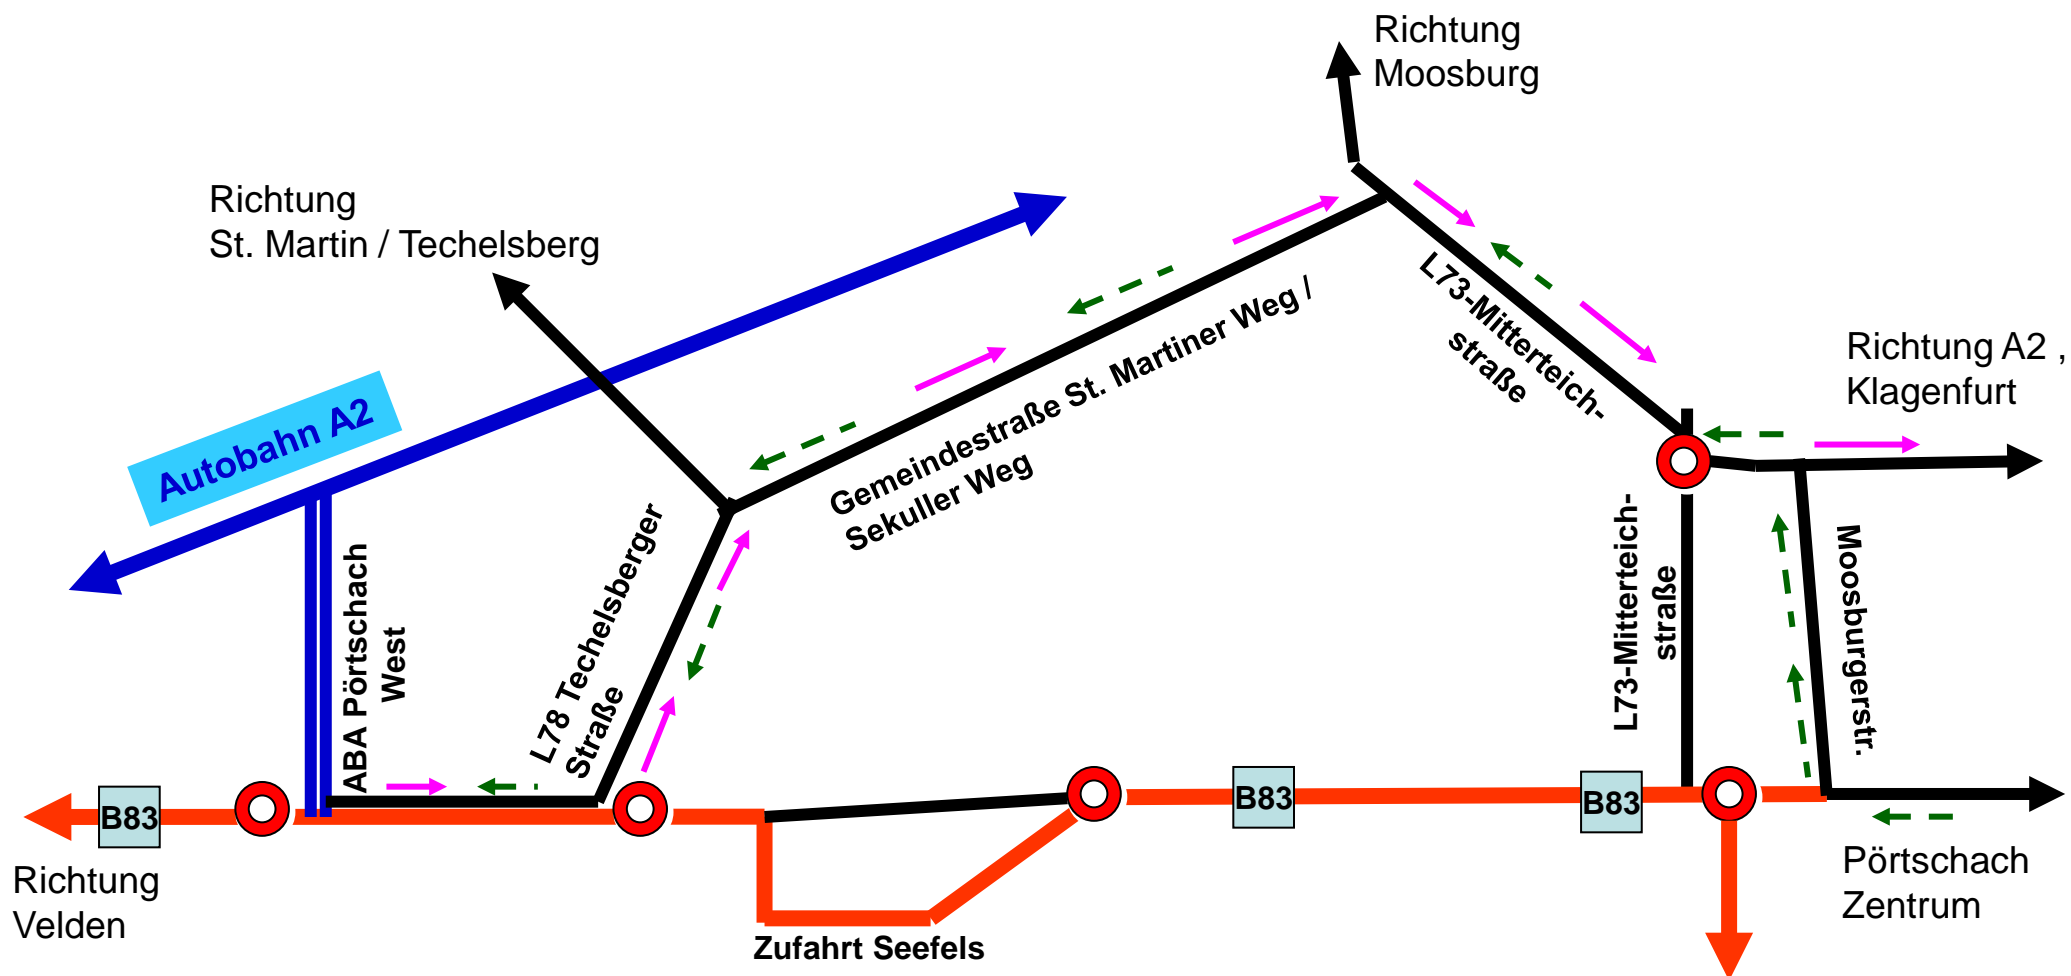 Richtung
Moosburg
Richtung
St. Martin / Techelsberg
Autobahn A2
L73-Mitterteich-
straße
Richtung A2 ,
Klagenfurt
Gemeindestraße St. Martiner Weg /
Sekuller Weg
ABA Pörtschach
West
L78 Techelsberger
Straße
L73-Mitterteich-
straße
Moosburgerstr.
B83
B83
B83
Richtung
Velden
Zufahrt Seefels
Pörtschach
Zentrum